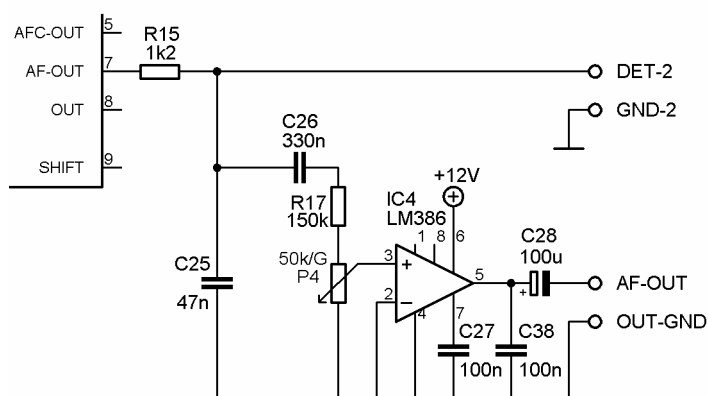 AFC-OUT 5
R15
1k2
AF-OUT 7
DET-2
OUT 8
GND-2
C26
330n
SHIFT 9
+12V
R17
150k
IC4
LM386
1 8 6
C28
100u
50k/G
P4
3 +
C25
47n
5
+
AF-OUT
2 −
4 7
OUT-GND
C27
100n
C38
100n